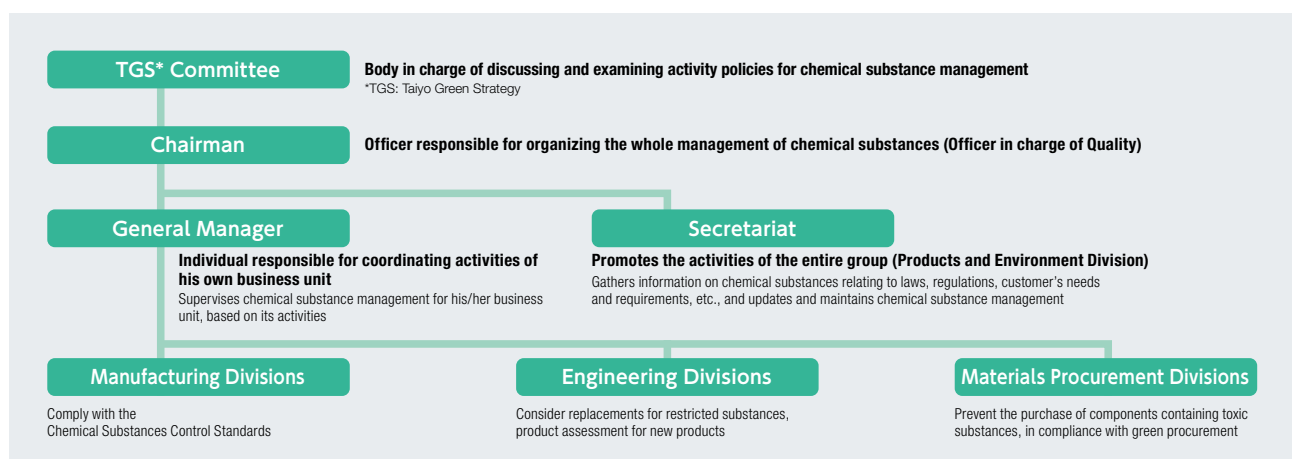 TGS* Committee
Body in charge of discussing and examining activity policies for chemical substance management
*TGS: Taiyo Green Strategy
Chairman
Officer responsible for organizing the whole management of chemical substances (Officer in charge of Quality)
General Manager
Individual responsible for coordinating activities of
his own business unit
Supervises chemical substance management for his/her business
unit, based on its activities
Secretariat
Promotes the activities of the entire group (Products and Environment Division)
Gathers information on chemical substances relating to laws, regulations, customer's needs
and requirements, etc., and updates and maintains chemical substance management
Manufacturing Divisions
Comply with the
Chemical Substances Control Standards
Engineering Divisions
Consider replacements for restricted substances,
product assessment for new products
Materials Procurement Divisions
Prevent the purchase of components containing toxic
substances, in compliance with green procurement